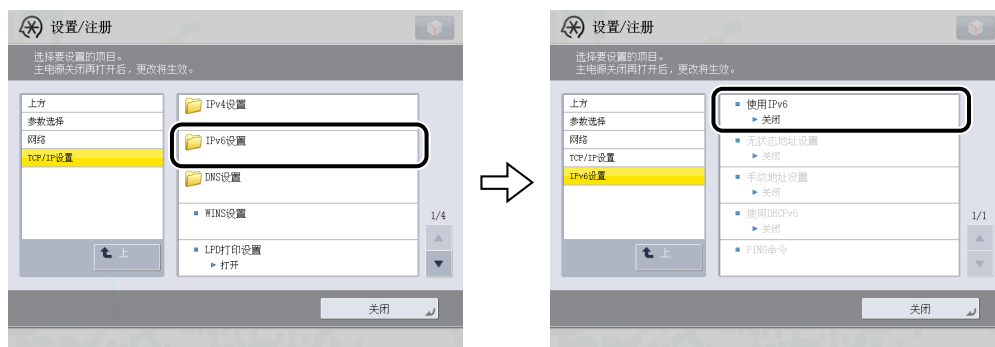 设置/注册
选择要设置的项目。
主电源关闭再打开后，更改将生效。
上方
参数选择
网络
TCP/IP设置
上
IPv4设置
IPv6设置
DNS设置
WINS设置
LPD打印设置
打开
1/4
关闭
设置/注册
选择要设置的项目。
主电源关闭再打开后，更改将生效。
上方
参数选择
网络
TCP/IP设置
IPv6设置
上
使用IPv6
关闭
无状态地址设置
关闭
手动地址设置
关闭
使用DHCPv6
关闭
PING命令
1/1
关闭